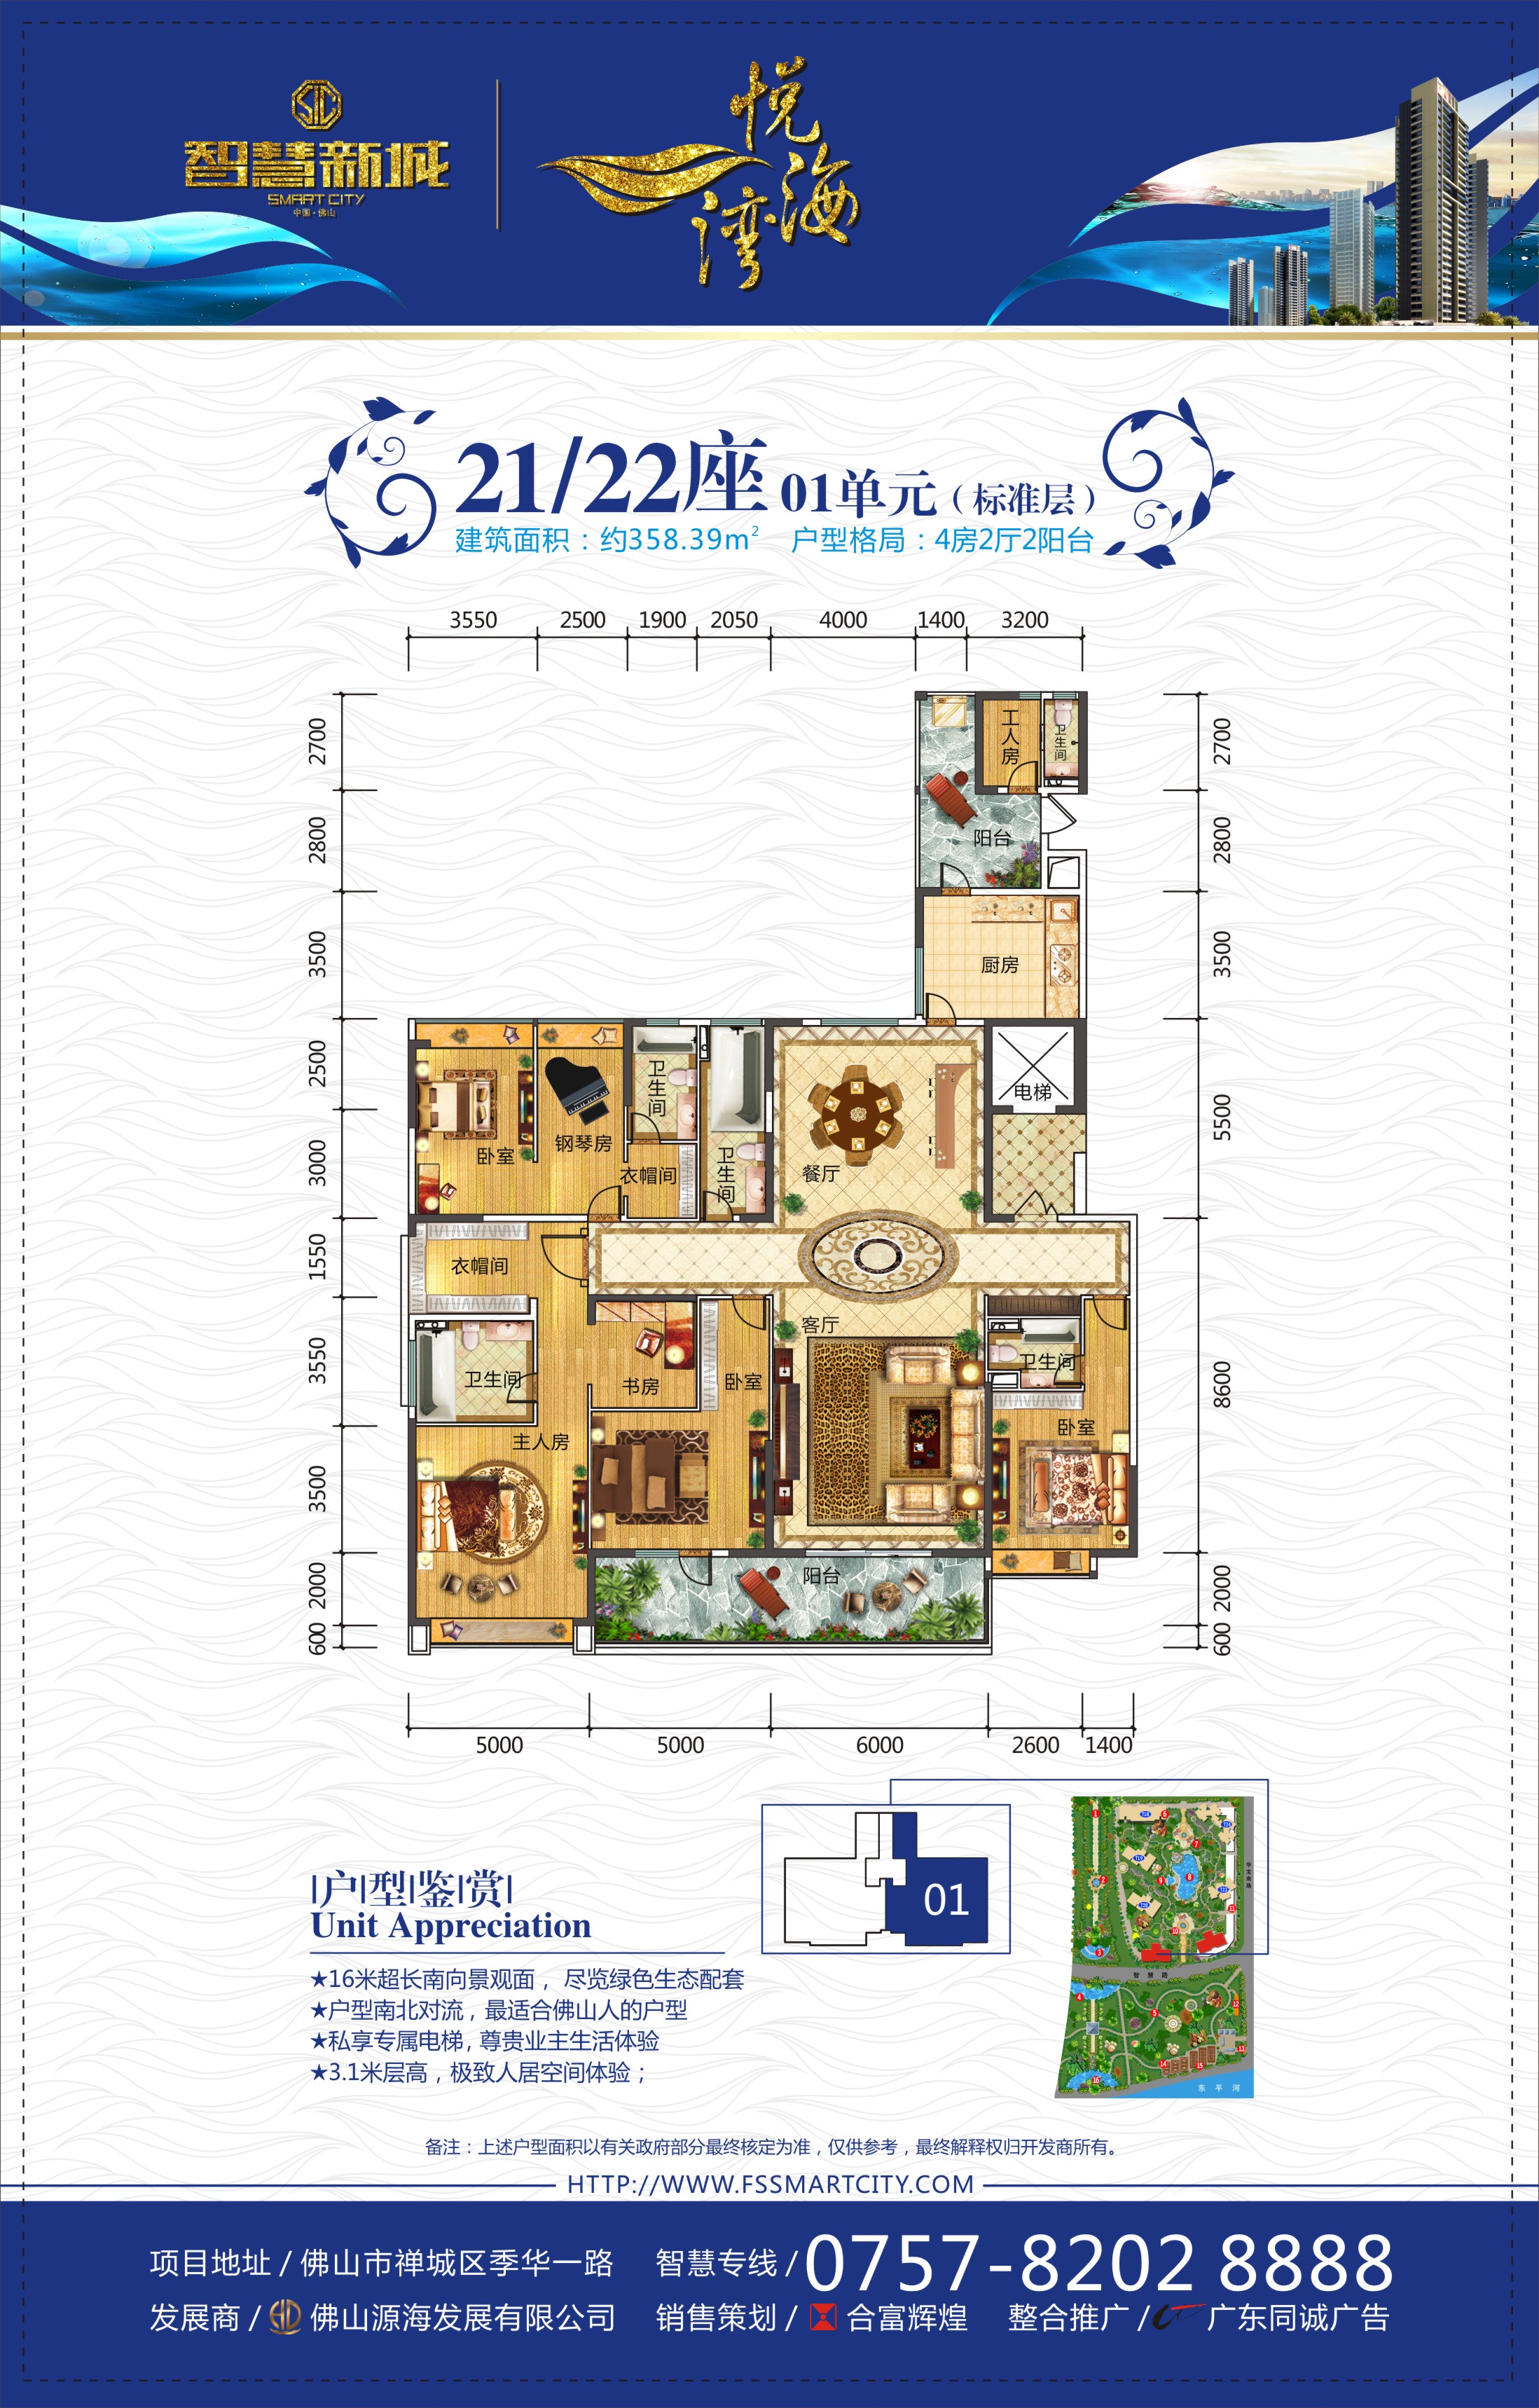 SIC
智慧新城
SMART CITY
中国·佛山
悦海湾
21/22座 01单元（标准层）
建筑面积：约358.39m² 户型格局：4房2厅2阳台
3550 2500 1900 2050 4000 1400 3200
2700
2800
3500
2500
3000
1550
3550
3500
2000
600
2700
2800
3500
5500
8600
2000
600
工人房
卫生间
阳台
厨房
电梯
卧室
钢琴房
卫生间
衣帽间
卫生间
餐厅
衣帽间
客厅
卫生间
书房
卧室
卫生间
主人房
卧室
阳台
5000 5000 6000 2600 1400
01
智慧路
东平河
户型鉴赏
Unit Appreciation
★16米超长南向景观面， 尽览绿色生态配套
★户型南北对流，最适合佛山人的户型
★私享专属电梯, 尊贵业主生活体验
★3.1米层高，极致人居空间体验；
备注：上述户型面积以有关政府部分最终核定为准，仅供参考，最终解释权归开发商所有。
HTTP://WWW.FSSMARTCITY.COM
项目地址 / 佛山市禅城区季华一路 智慧专线 / 0757-8202 8888
发展商 / 佛山源海发展有限公司 销售策划 / 合富辉煌 整合推广 / 广东同诚广告